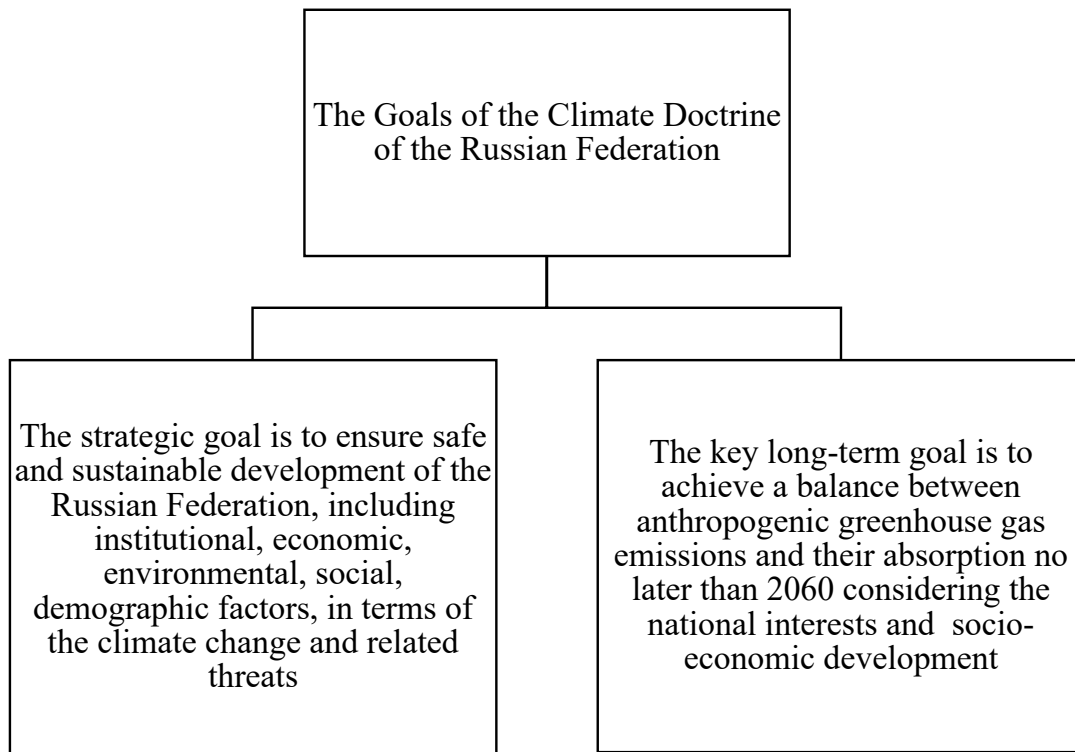 The Goals of the Climate Doctrine
of the Russian Federation
The strategic goal is to ensure safe
and sustainable development of the
Russian Federation, including
institutional, economic,
environmental, social,
demographic factors, in terms of
the climate change and related
threats
The key long-term goal is to
achieve a balance between
anthropogenic greenhouse gas
emissions and their absorption no
later than 2060 considering the
national interests and  socio-
economic development